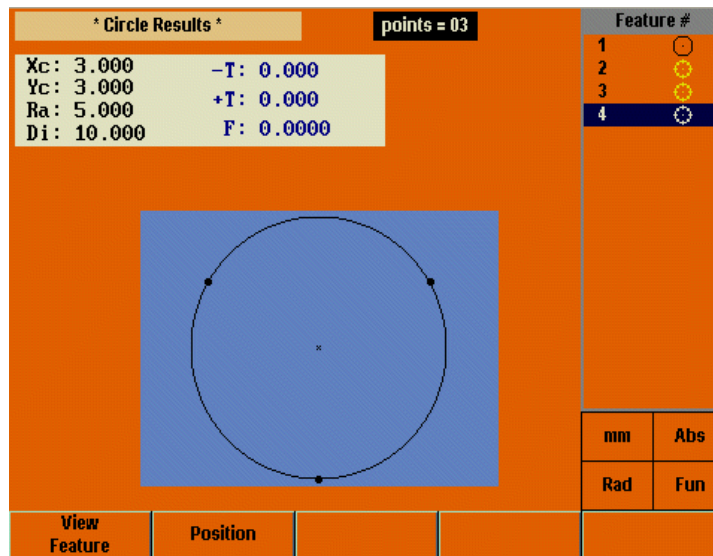 * Circle Results *
points = 03
Xc: 3.000
Yc: 3.000
Ra: 5.000
Di: 10.000
-T: 0.000
+T: 0.000
F: 0.0000
Feature #
1
2
3
4
mm
Abs
Rad
Fun
View
Feature
Position